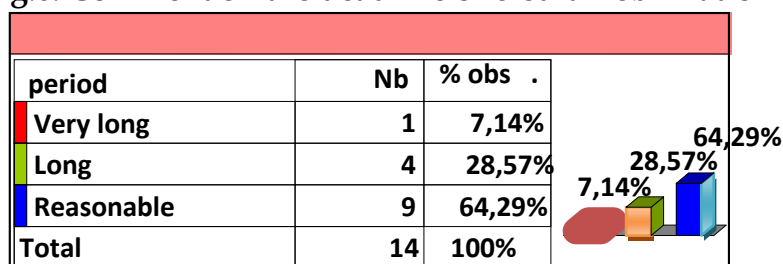 period Nb % obs .
Very long 1 7,14%
Long 4 28,57%
Reasonable 9 64,29%
Total 14 100%
64,29%
28,57%
7,14%